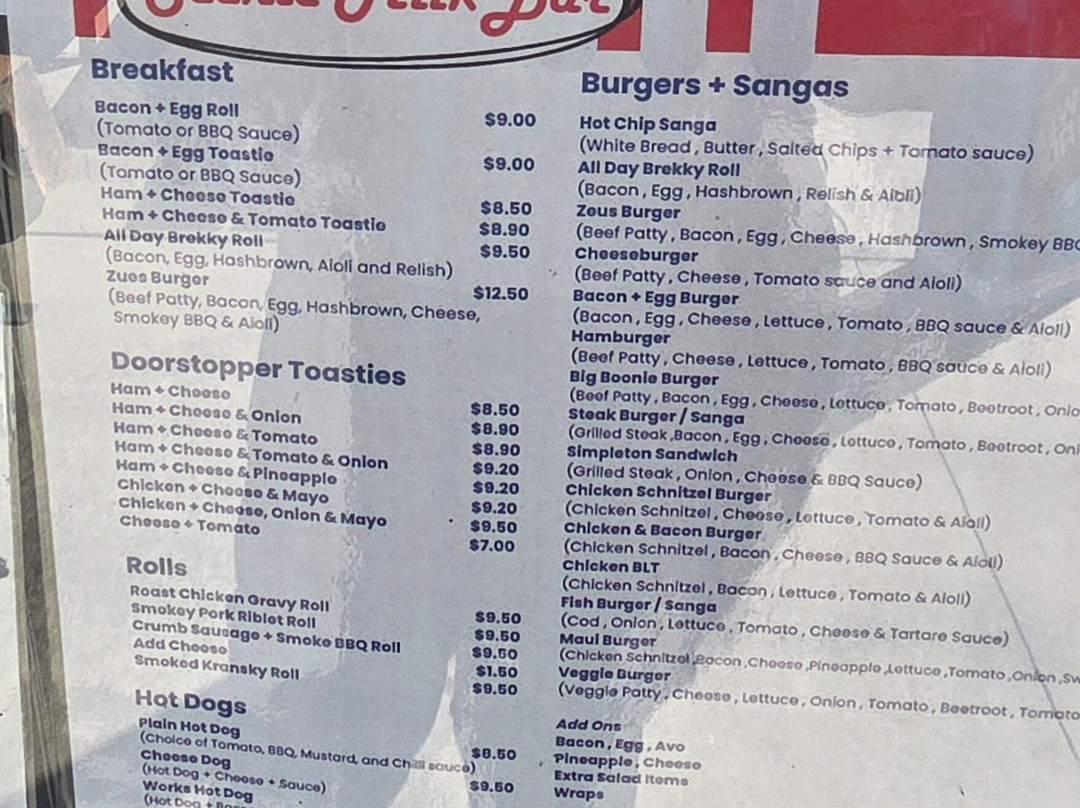 Milk Bar
Breakfast
Bacon + Egg Roll $9.00
(Tomato or BBQ Sauce)
Bacon + Egg Toastie $9.00
(Tomato or BBQ Sauce)
Ham + Cheese Toastie $8.50
Ham + Cheese & Tomato Toastie $8.90
All Day Brekky Roll $9.50
(Bacon, Egg, Hashbrown, Aioli and Relish)
Zues Burger $12.50
(Beef Patty, Bacon, Egg, Hashbrown, Cheese,
Smokey BBQ & Aioli)
Doorstopper Toasties
Ham + Cheese $8.50
Ham + Cheese & Onion $8.90
Ham + Cheese & Tomato $8.90
Ham + Cheese & Tomato & Onion $9.20
Ham + Cheese & Pineapple $9.20
Chicken + Cheese & Mayo $9.20
Chicken + Cheese, Onion & Mayo $9.50
Cheese + Tomato $7.00
Rolls
Roast Chicken Gravy Roll $9.50
Smokey Pork Riblet Roll $9.50
Crumb Sausage + Smoke BBQ Roll $9.50
Add Cheese $1.50
Smoked Kransky Roll $9.50
Hot Dogs
Plain Hot Dog $8.50
(Choice of Tomato, BBQ, Mustard, and Chilli sauce)
Cheese Dog $9.50
(Hot Dog + Cheese + Sauce)
Works Hot Dog
(Hot Dog +
Burgers + Sangas
Hot Chip Sanga
(White Bread , Butter , Salted Chips + Tomato sauce)
All Day Brekky Roll
(Bacon , Egg , Hashbrown , Relish & Aioli)
Zeus Burger
(Beef Patty , Bacon , Egg , Cheese , Hashbrown , Smokey BBQ
Cheeseburger
(Beef Patty , Cheese , Tomato sauce and Aioli)
Bacon + Egg Burger
(Bacon , Egg , Cheese , Lettuce , Tomato , BBQ sauce & Aioli)
Hamburger
(Beef Patty , Cheese , Lettuce , Tomato , BBQ sauce & Aioli)
Big Boonie Burger
(Beef Patty , Bacon , Egg , Cheese , Lettuce , Tomato , Beetroot , Onio
Steak Burger / Sanga
(Grilled Steak ,Bacon , Egg , Cheese , Lettuce , Tomato , Beetroot , Oni
Simpleton Sandwich
(Grilled Steak , Onion , Cheese & BBQ Sauce)
Chicken Schnitzel Burger
(Chicken Schnitzel , Cheese , Lettuce , Tomato & Aioli)
Chicken & Bacon Burger
(Chicken Schnitzel , Bacon , Cheese , BBQ Sauce & Aioli)
Chicken BLT
(Chicken Schnitzel , Bacon , Lettuce , Tomato & Aioli)
Fish Burger / Sanga
(Cod , Onion , Lettuce , Tomato , Cheese & Tartare Sauce)
Maui Burger
(Chicken Schnitzel ,Bacon ,Cheese ,Pineapple ,Lettuce ,Tomato ,Onion ,Sw
Veggie Burger
(Veggie Patty , Cheese , Lettuce , Onion , Tomato , Beetroot , Tomato
Add Ons
Bacon , Egg , Avo
Pineapple , Cheese
Extra Salad Items
Wraps